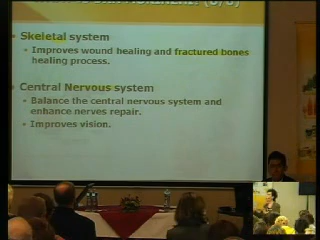 Skeletal system
• Improves wound healing and fractured bones
healing process.
Central Nervous system
• Balance the central nervous system and
enhance nerves repair.
• Improves vision.